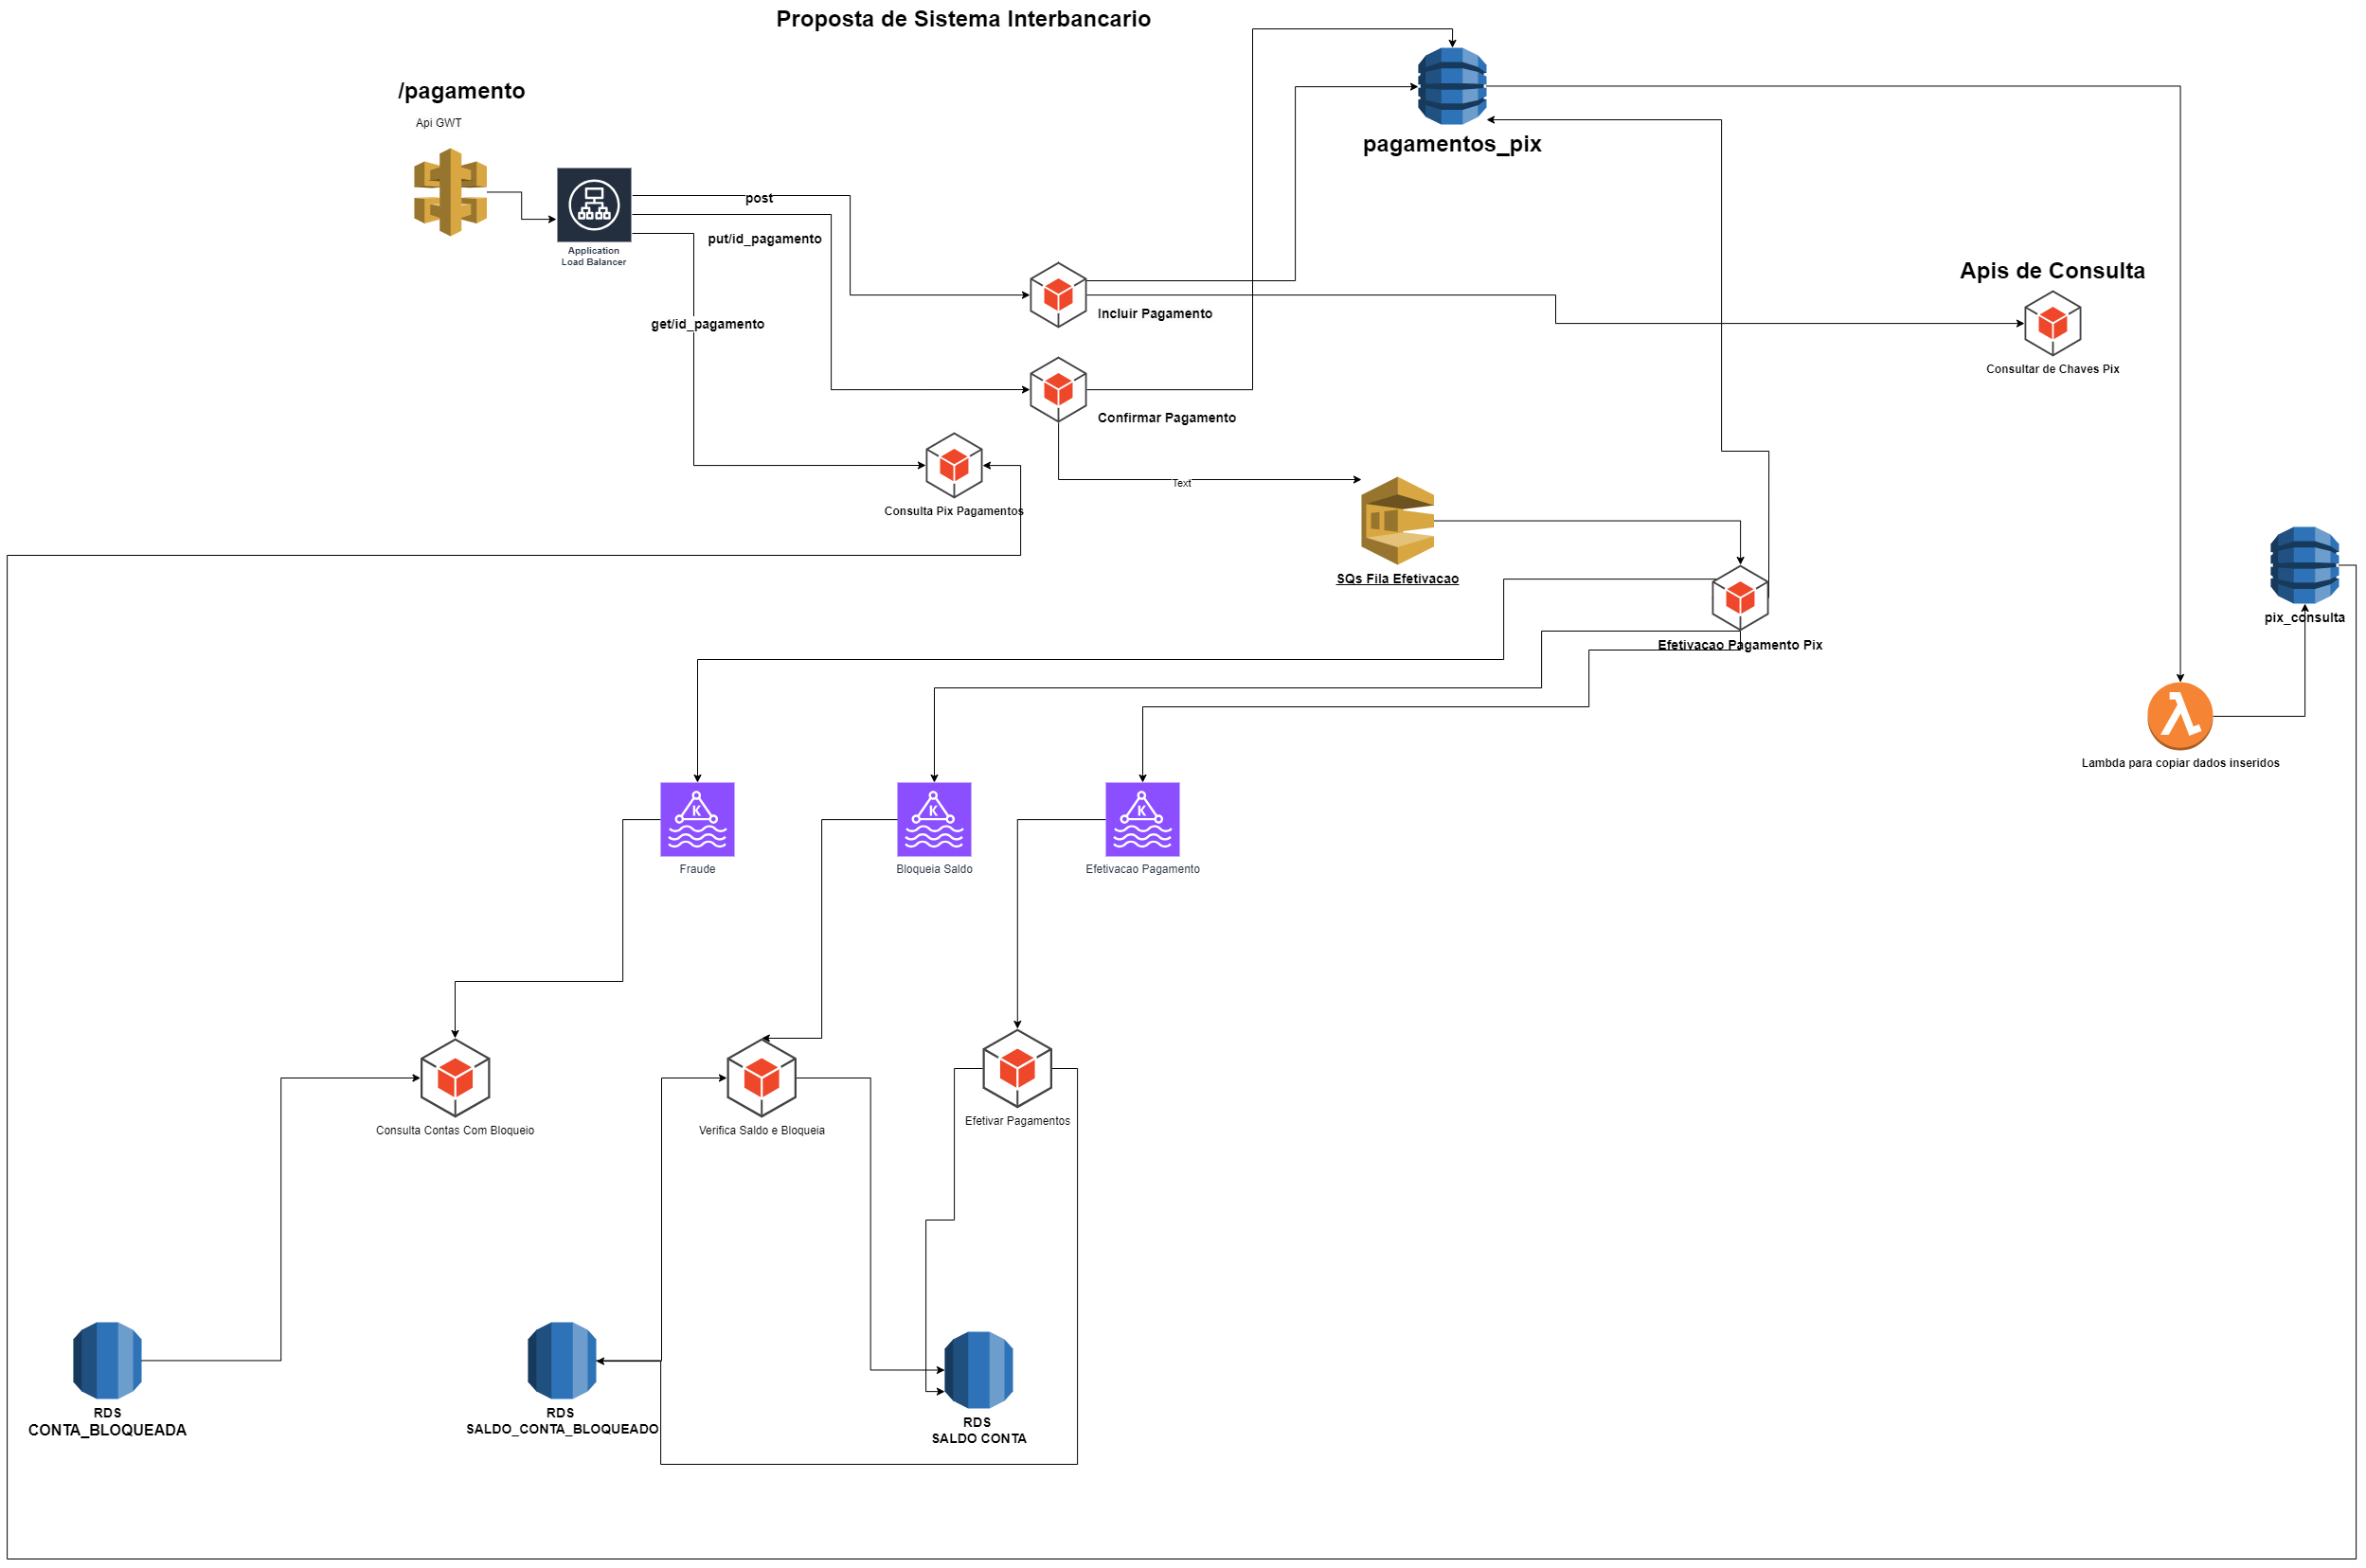 Proposta de Sistema Interbancario
/pagamento
Api GWT
pagamentos_pix
post
put/id_pagamento
Application
Load Balancer
Apis de Consulta
Incluir Pagamento
get/id_pagamento
Consultar de Chaves Pix
Confirmar Pagamento
Text
Consulta Pix Pagamentos
SQs Fila Efetivacao
pix_consulta
Efetivacao Pagamento Pix
Lambda para copiar dados inseridos
K
K
K
Fraude
Bloqueia Saldo
Efetivacao Pagamento
Consulta Contas Com Bloqueio
Verifica Saldo e Bloqueia
Efetivar Pagamentos
RDS
CONTA_BLOQUEADA
RDS
SALDO_CONTA_BLOQUEADO
RDS
SALDO CONTA